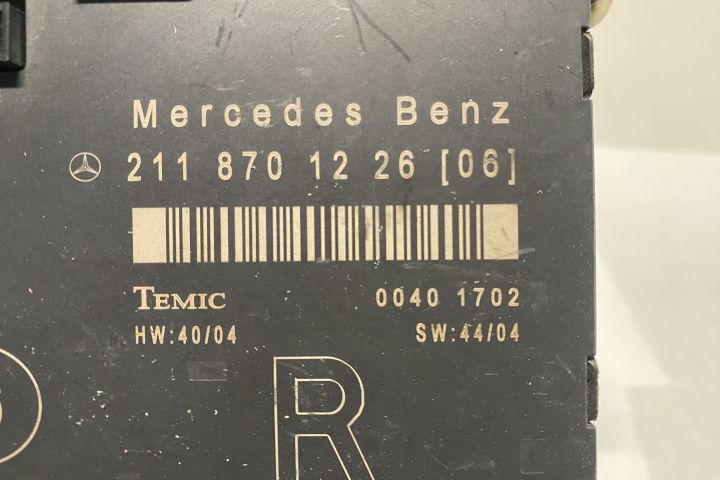 Mercedes Benz
211 870 12 26 [06]
TEMIC 0040 1702
HW:40/04 SW:44/04
R